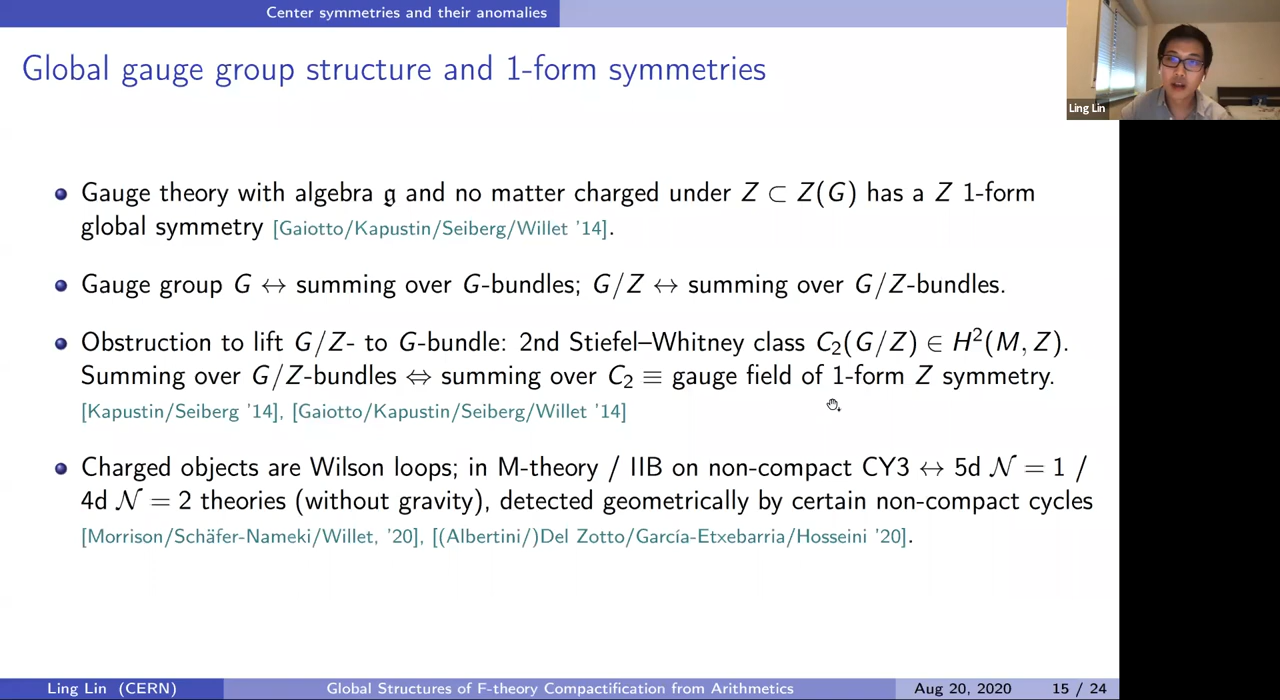 Center symmetries and their anomalies
Global gauge group structure and 1-form symmetries
Ling Lin
Gauge theory with algebra 𝔤 and no matter charged under Z ⊂ Z(G) has a Z 1-form
global symmetry [Gaiotto/Kapustin/Seiberg/Willet '14].
Gauge group G ↔ summing over G-bundles; G/Z ↔ summing over G/Z-bundles.
Obstruction to lift G/Z- to G-bundle: 2nd Stiefel–Whitney class C₂(G/Z) ∈ H²(M, Z).
Summing over G/Z-bundles ⇔ summing over C₂ ≡ gauge field of 1-form Z symmetry.
[Kapustin/Seiberg '14], [Gaiotto/Kapustin/Seiberg/Willet '14]
Charged objects are Wilson loops; in M-theory / IIB on non-compact CY3 ↔ 5d 𝒩 = 1 /
4d 𝒩 = 2 theories (without gravity), detected geometrically by certain non-compact cycles
[Morrison/Schäfer-Nameki/Willet, '20], [(Albertini/)Del Zotto/García-Etxebarria/Hosseini '20].
Ling Lin (CERN) Global Structures of F-theory Compactification from Arithmetics Aug 20, 2020 15 / 24